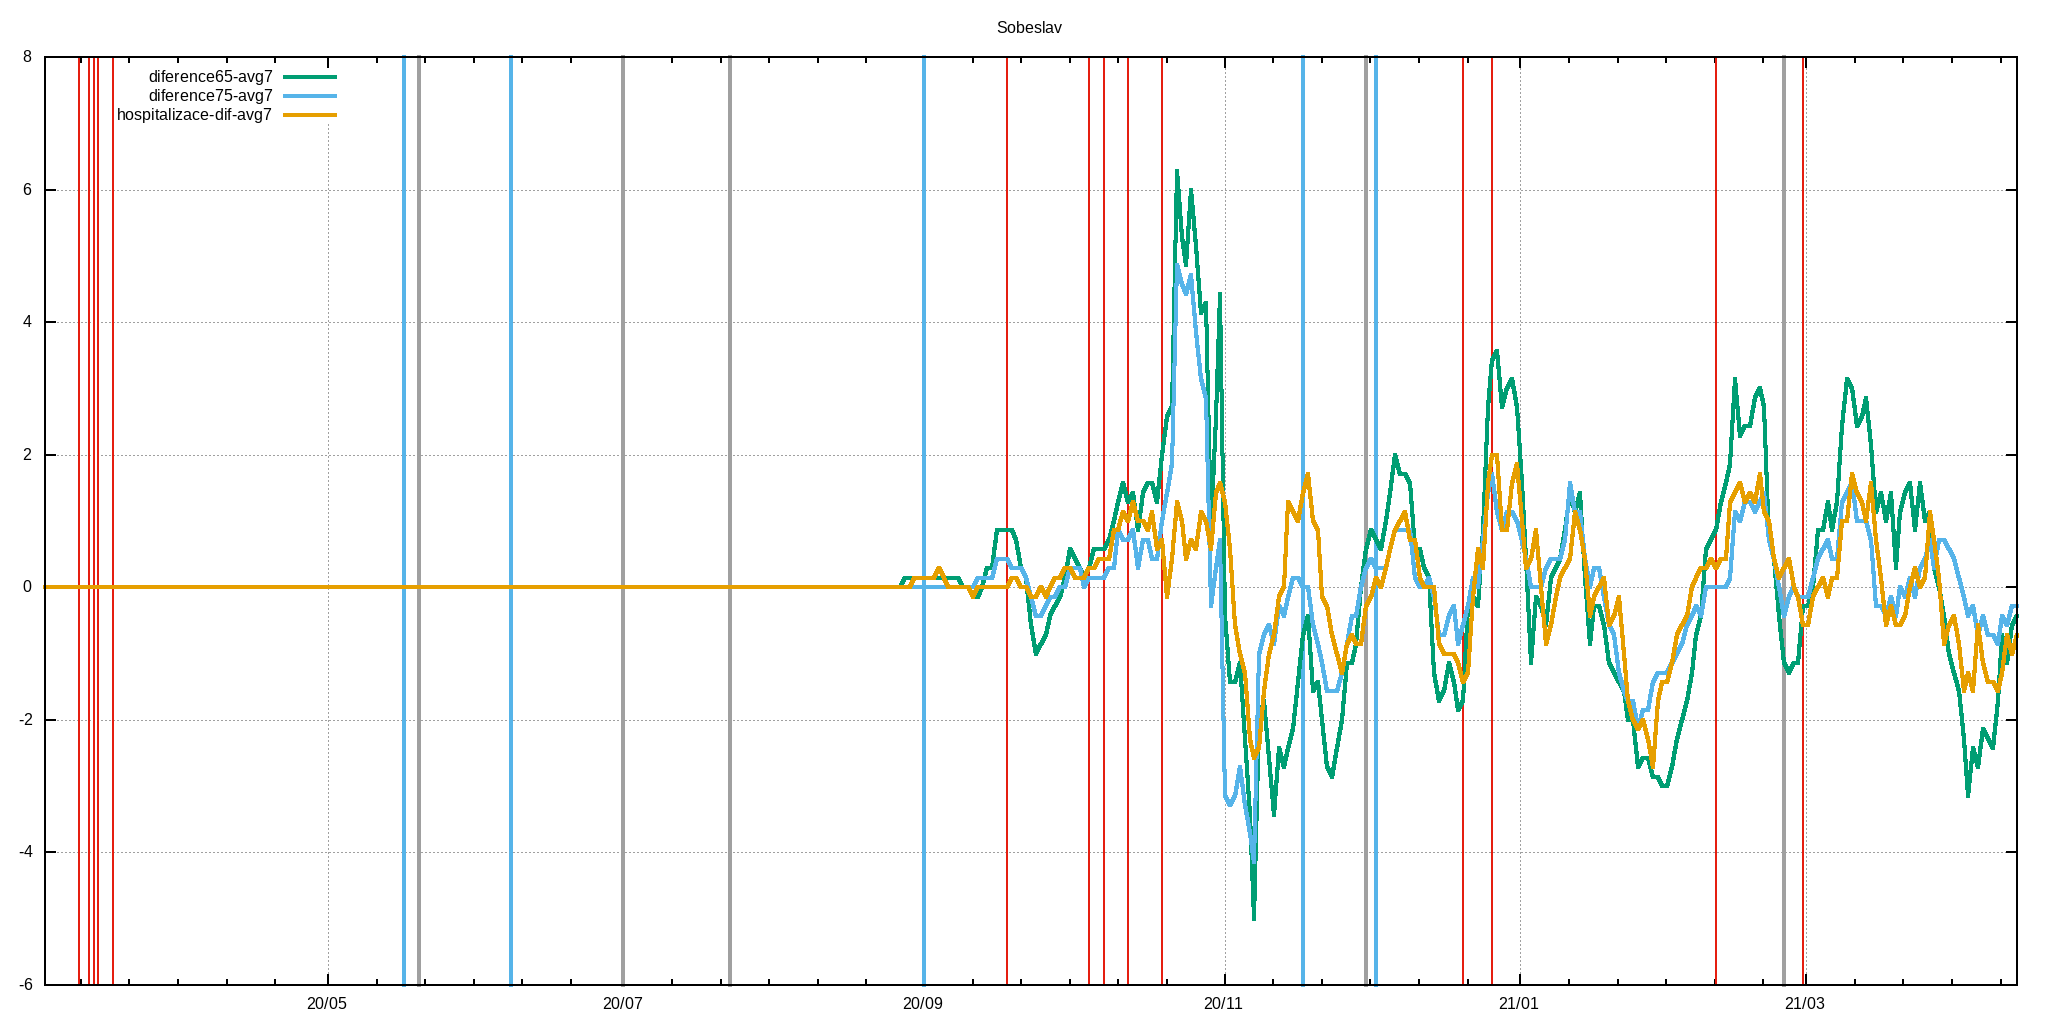 Sobeslav
8
diference65-avg7
diference75-avg7
hospitalizace-dif-avg7
6
4
2
0
-2
-4
-6
20/05 20/07 20/09 20/11 21/01 21/03